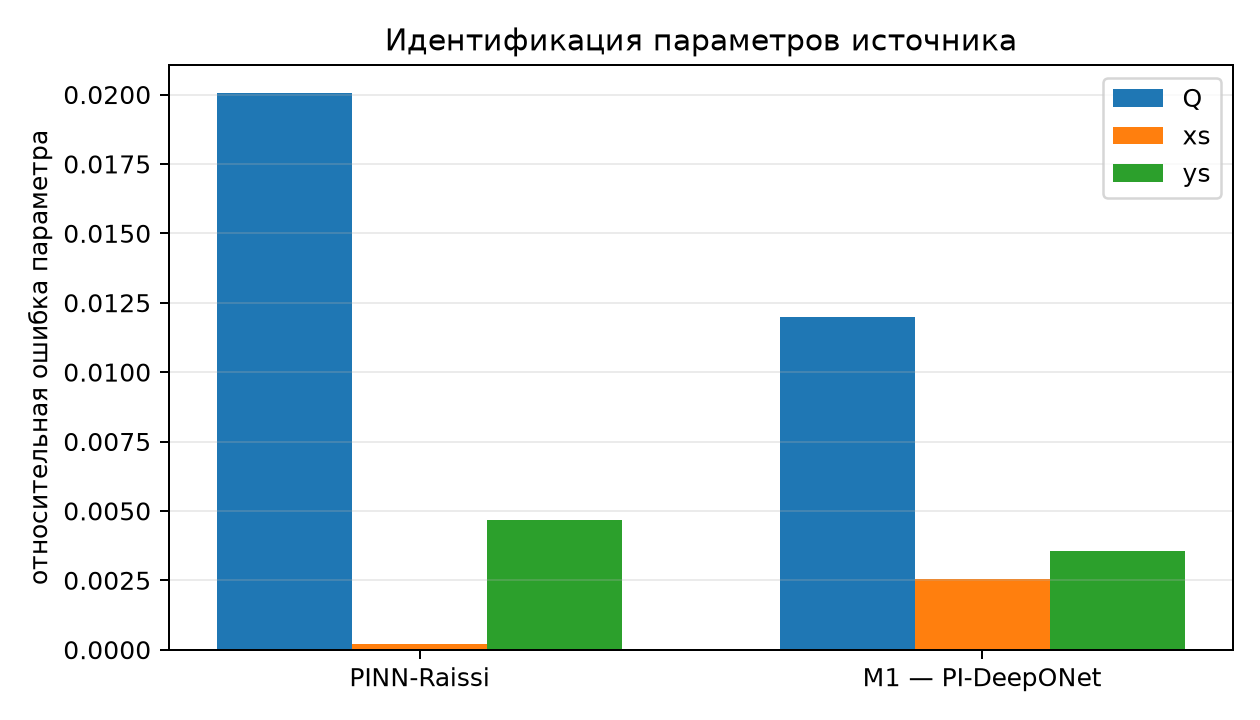 Идентификация параметров источника
относительная ошибка параметра
0.0200
0.0175
0.0150
0.0125
0.0100
0.0075
0.0050
0.0025
0.0000
Q
xs
ys
PINN-Raissi
M1 — PI-DeepONet